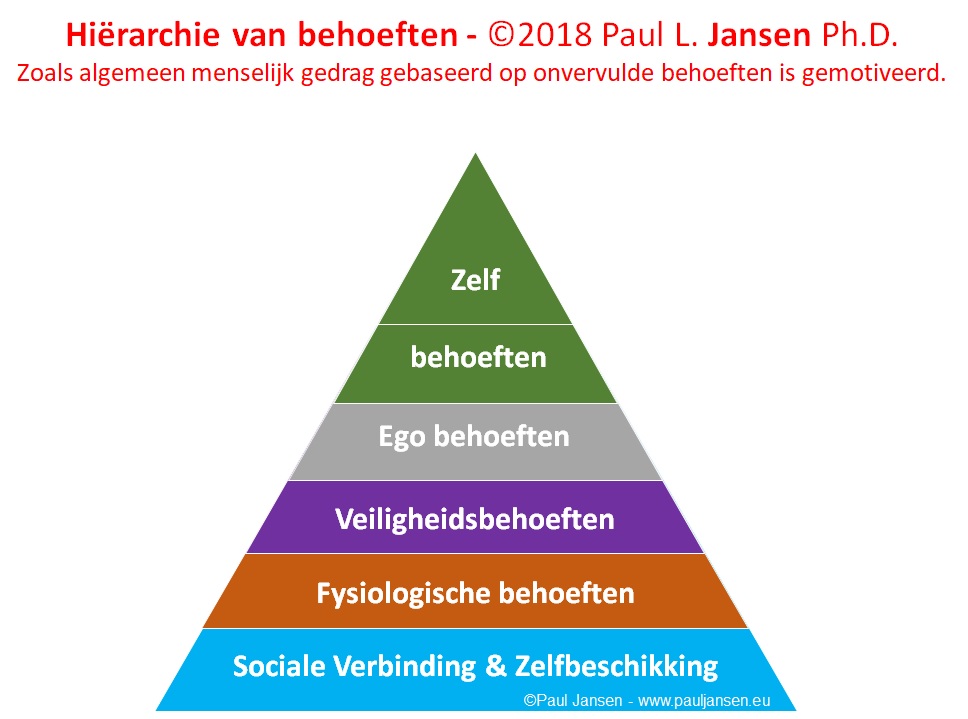 Hiërarchie van behoeften - ©2018 Paul L. Jansen Ph.D.
Zoals algemeen menselijk gedrag gebaseerd op onvervulde behoeften is gemotiveerd.
Zelf
behoeften
Ego behoeften
Veiligheidsbehoeften
Fysiologische behoeften
Sociale Verbinding & Zelfbeschikking
©Paul Jansen - www.pauljansen.eu